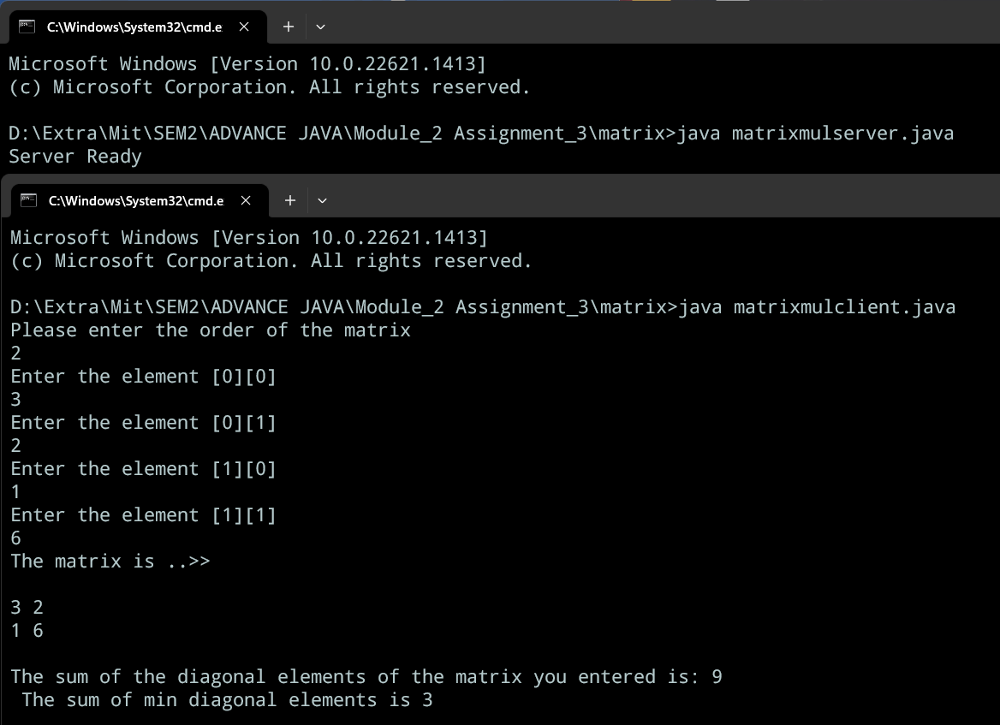 C:\Windows\System32\cmd.e
Microsoft Windows [Version 10.0.22621.1413]
(c) Microsoft Corporation. All rights reserved.
D:\Extra\Mit\SEM2\ADVANCE JAVA\Module_2 Assignment_3\matrix>java matrixmulserver.java
Server Ready
C:\Windows\System32\cmd.e
Microsoft Windows [Version 10.0.22621.1413]
(c) Microsoft Corporation. All rights reserved.
D:\Extra\Mit\SEM2\ADVANCE JAVA\Module_2 Assignment_3\matrix>java matrixmulclient.java
Please enter the order of the matrix
2
Enter the element [0][0]
3
Enter the element [0][1]
2
Enter the element [1][0]
1
Enter the element [1][1]
6
The matrix is ..>>
3 2
1 6
The sum of the diagonal elements of the matrix you entered is: 9
The sum of min diagonal elements is 3